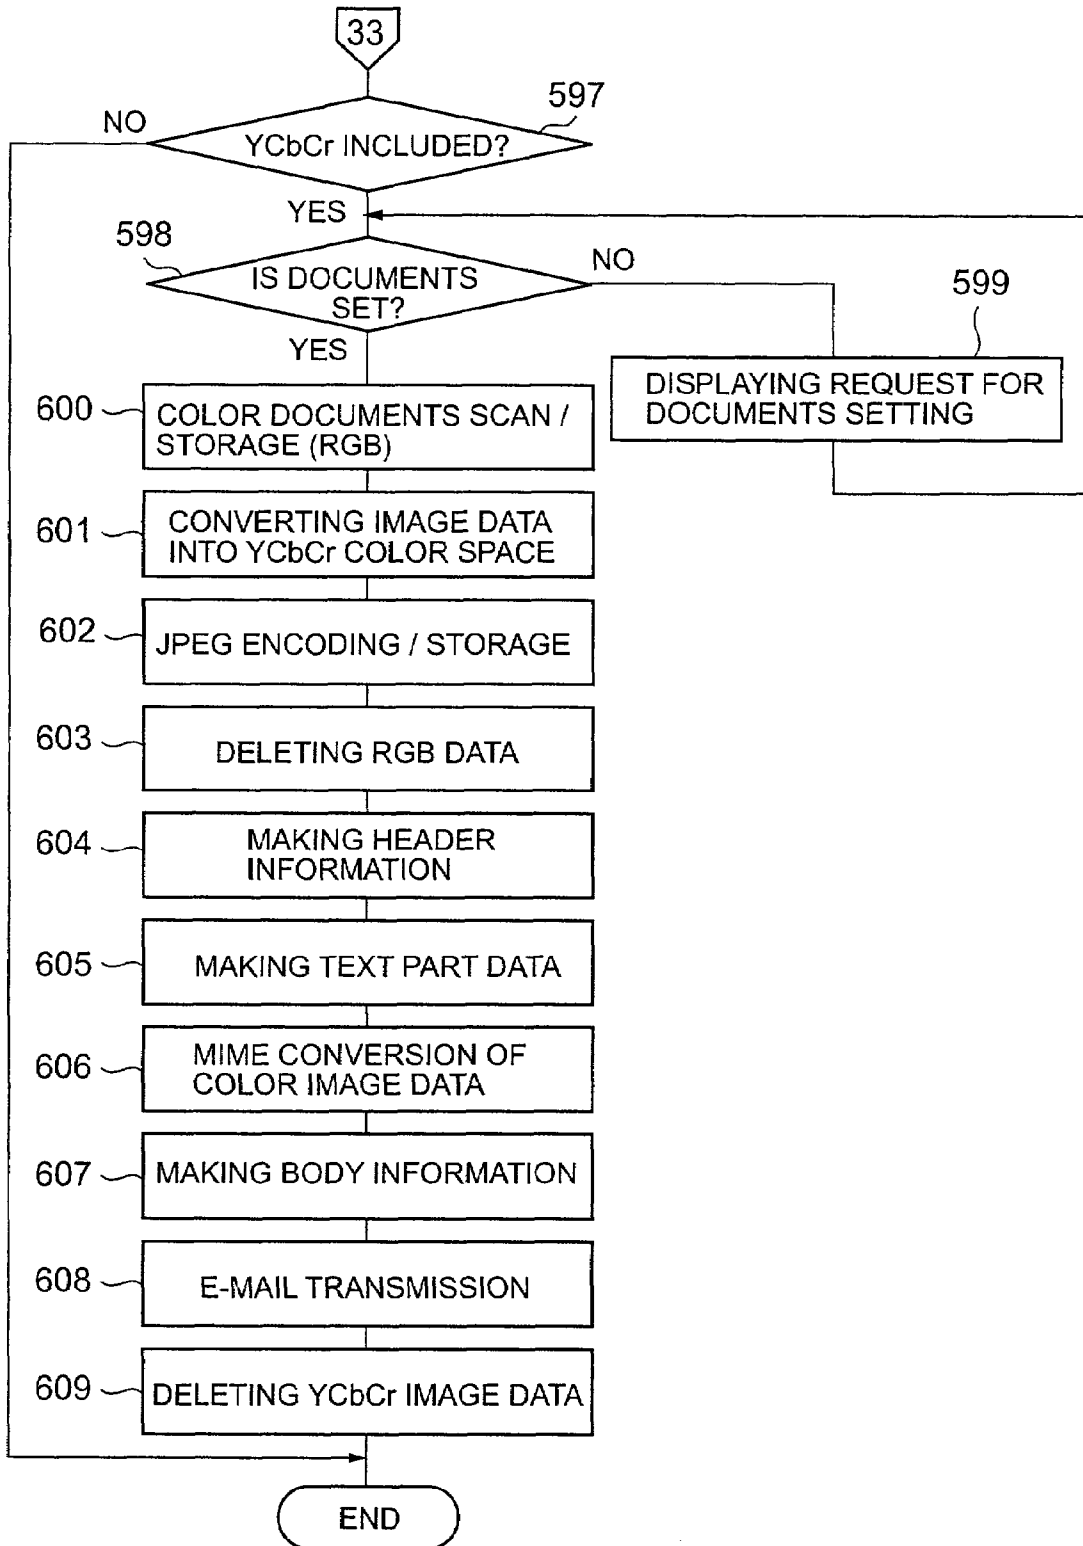 33
597
NO
YCbCr INCLUDED?
YES
598
IS DOCUMENTS
SET?
NO
599
YES
DISPLAYING REQUEST FOR
DOCUMENTS SETTING
600
COLOR DOCUMENTS SCAN /
STORAGE (RGB)
601
CONVERTING IMAGE DATA
INTO YCbCr COLOR SPACE
602
JPEG ENCODING / STORAGE
603
DELETING RGB DATA
604
MAKING HEADER
INFORMATION
605
MAKING TEXT PART DATA
606
MIME CONVERSION OF
COLOR IMAGE DATA
607
MAKING BODY INFORMATION
608
E-MAIL TRANSMISSION
609
DELETING YCbCr IMAGE DATA
END